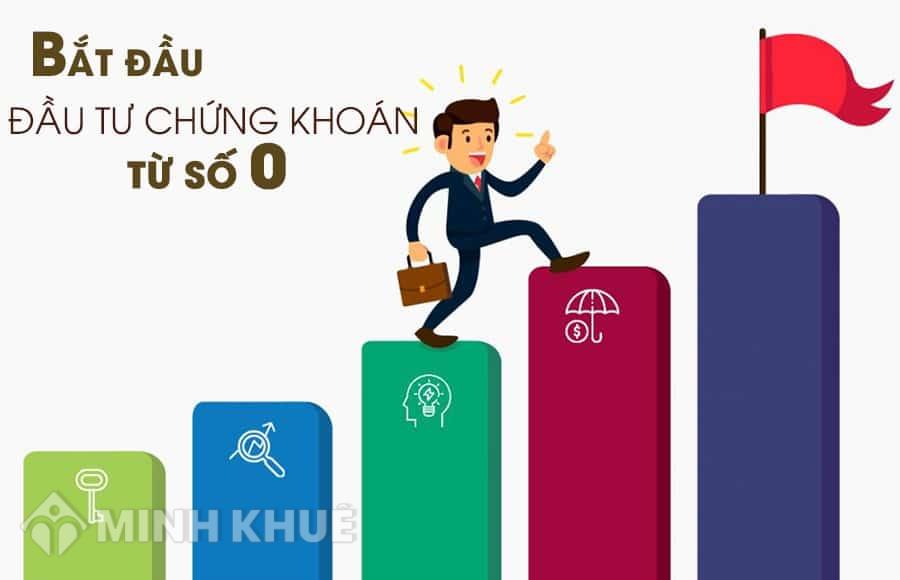 BẮT ĐẦU
ĐẦU TƯ CHỨNG KHOÁN
TỪ SỐ 0
$
MINH KHUÊ